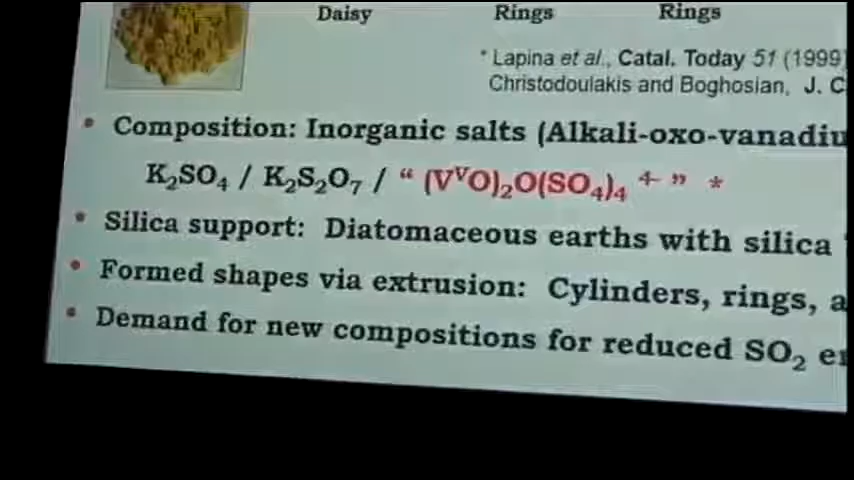 Daisy Rings Rings
* Lapina et al., Catal. Today 51 (1999)
Christodoulakis and Boghosian, J. C
• Composition: Inorganic salts (Alkali-oxo-vanadiu
K₂SO₄ / K₂S₂O₇ / “ (VⱽO)₂O(SO₄)₄ ⁴⁻ ” *
• Silica support: Diatomaceous earths with silica
• Formed shapes via extrusion: Cylinders, rings, a
• Demand for new compositions for reduced SO₂ e